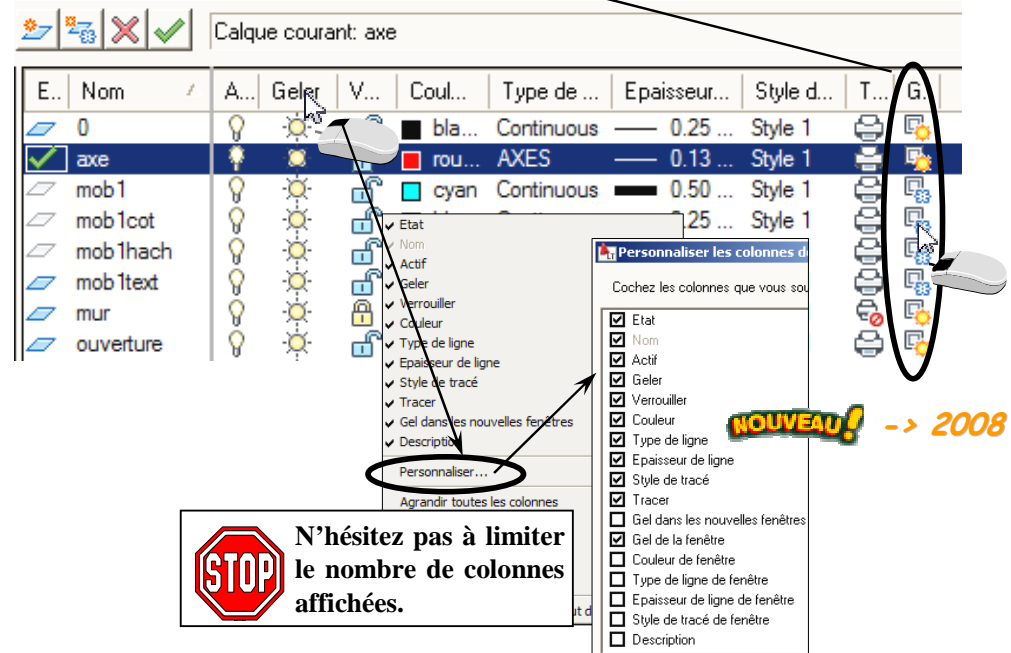 Calque courant: axe
E... Nom / A... Geler V... Coul... Type de ... Epaisseur... Style d... T... G.
0 bla... Continuous 0.25 ... Style 1
axe rou... AXES 0.13 ... Style 1
mob1 cyan Continuous 0.50 ... Style 1
mob1cot .25 ... Style 1
mob1hach
mob1text
mur
ouverture
Etat
Nom
Actif
Geler
Verrouiller
Couleur
Type de ligne
Epaisseur de ligne
Style de tracé
Tracer
Gel dans les nouvelles fenêtres
Description
Personnaliser...
Agrandir toutes les colonnes
LT Personnaliser les colonnes d
Cochez les colonnes que vous sou
Etat
Nom
Actif
Geler
Verrouiller
Couleur
Type de ligne
Epaisseur de ligne
Style de tracé
Tracer
Gel dans les nouvelles fenêtres
Gel de la fenêtre
Couleur de fenêtre
Type de ligne de fenêtre
Epaisseur de ligne de fenêtre
Style de tracé de fenêtre
Description
NOUVEAU! -> 2008
STOP
N'hésitez pas à limiter
le nombre de colonnes
affichées.